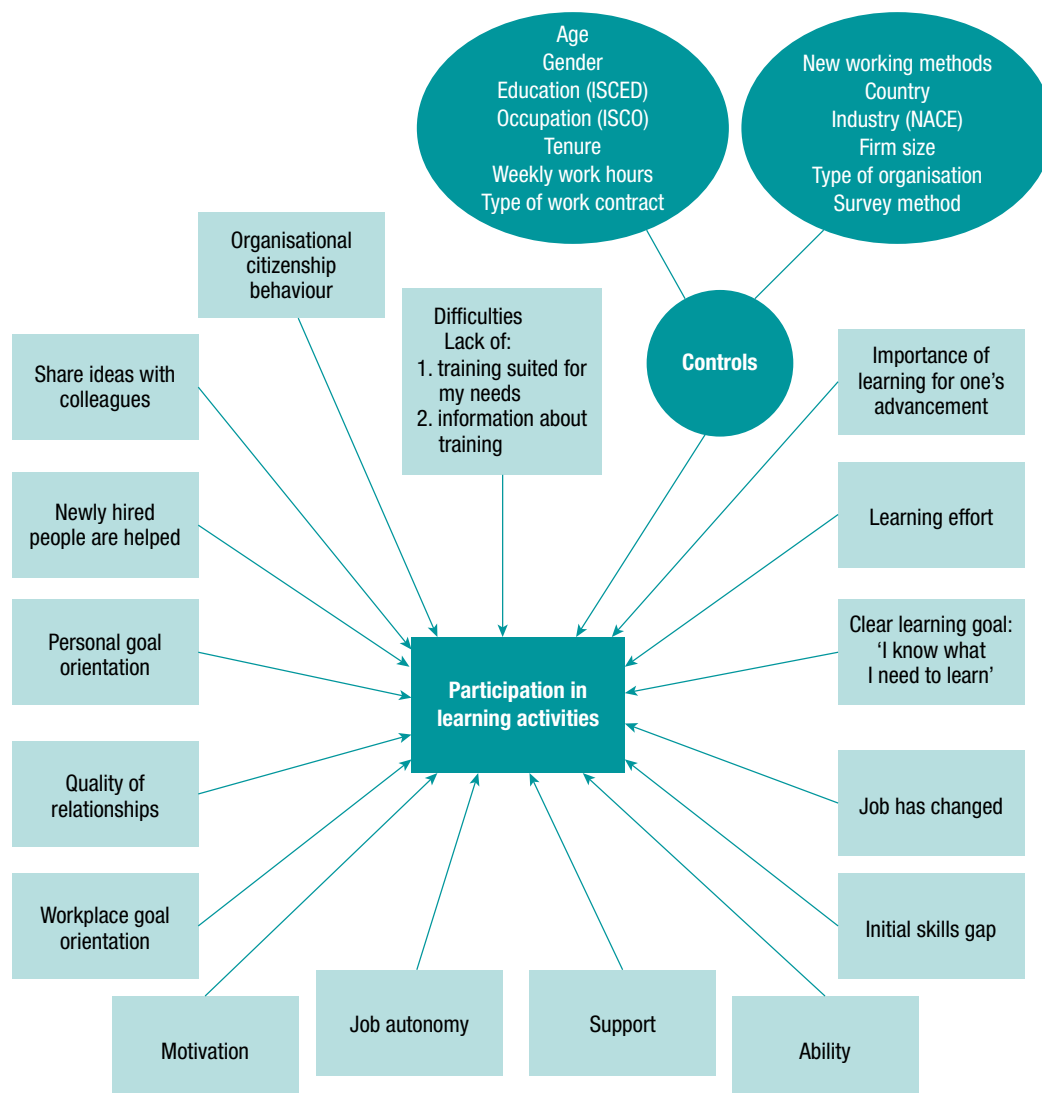 Age
Gender
Education (ISCED)
Occupation (ISCO)
Tenure
Weekly work hours
Type of work contract
New working methods
Country
Industry (NACE)
Firm size
Type of organisation
Survey method
Organisational
citizenship
behaviour
Difficulties
Lack of:
1. training suited for
my needs
2. information about
training
Controls
Importance of
learning for one's
advancement
Share ideas with
colleagues
Learning effort
Newly hired
people are helped
Clear learning goal:
‘I know what
I need to learn’
Personal goal
orientation
Participation in
learning activities
Quality of
relationships
Job has changed
Workplace goal
orientation
Initial skills gap
Motivation
Job autonomy
Support
Ability